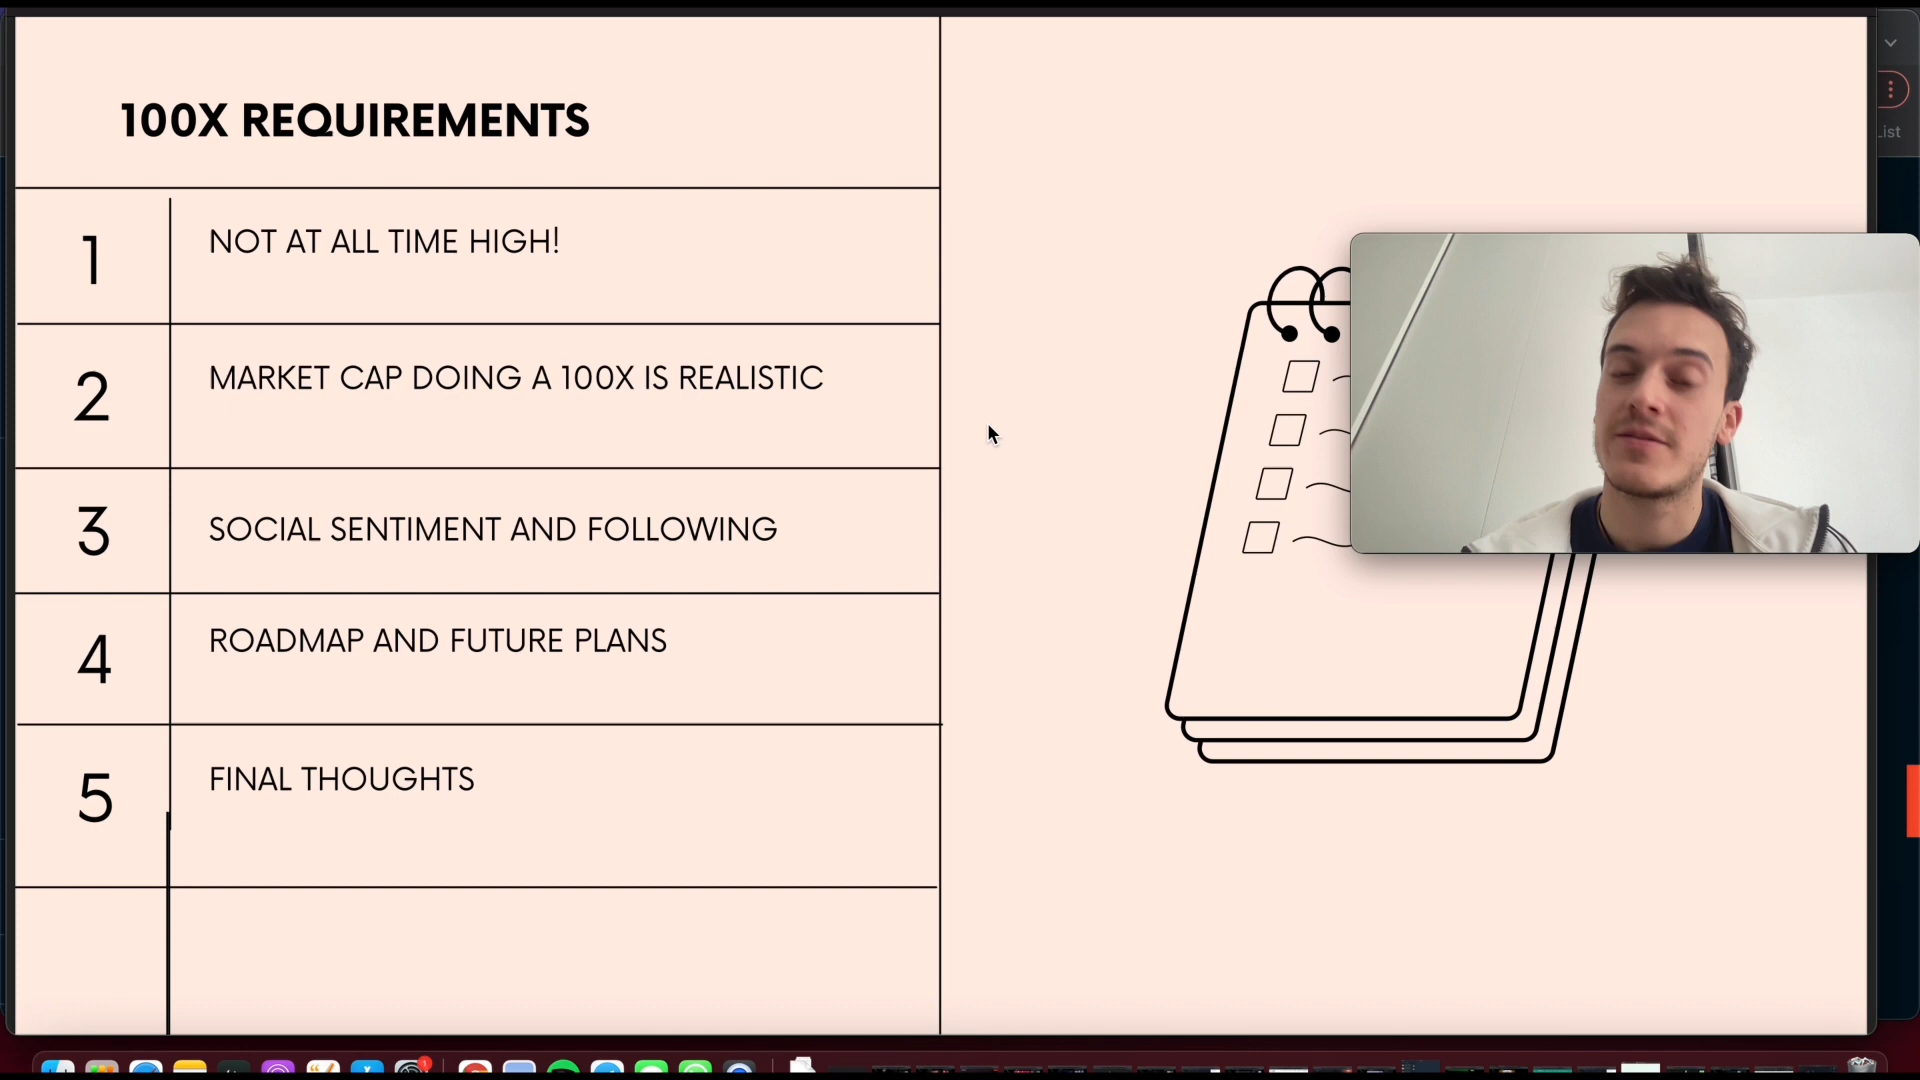 100X REQUIREMENTS
1
NOT AT ALL TIME HIGH!
2
MARKET CAP DOING A 100X IS REALISTIC
3
SOCIAL SENTIMENT AND FOLLOWING
4
ROADMAP AND FUTURE PLANS
5
FINAL THOUGHTS
List